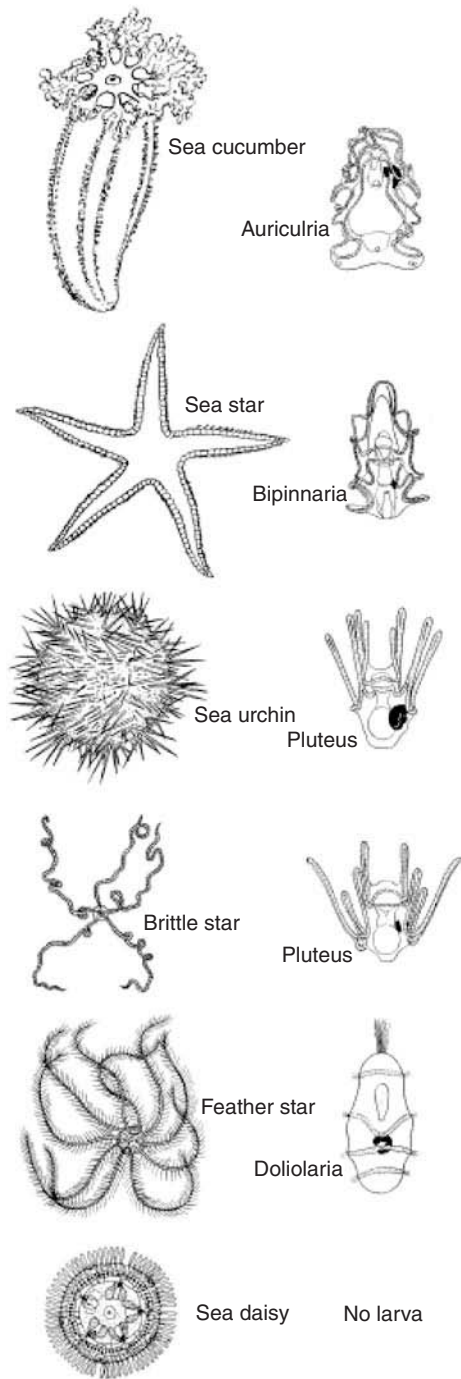 Sea cucumber
Auriculria
Sea star
Bipinnaria
Sea urchin
Pluteus
Brittle star
Pluteus
Feather star
Doliolaria
Sea daisy
No larva